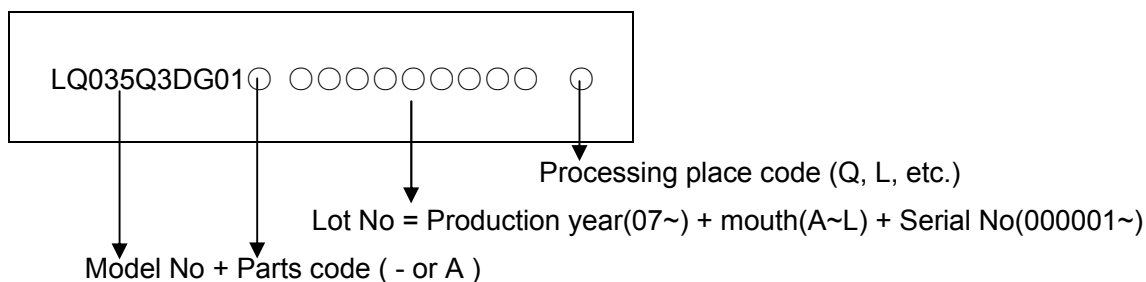 LQ035Q3DG01○ ○○○○○○○○○ ○
Processing place code (Q, L, etc.)
Lot No = Production year(07~) + mouth(A~L) + Serial No(000001~)
Model No + Parts code ( - or A )